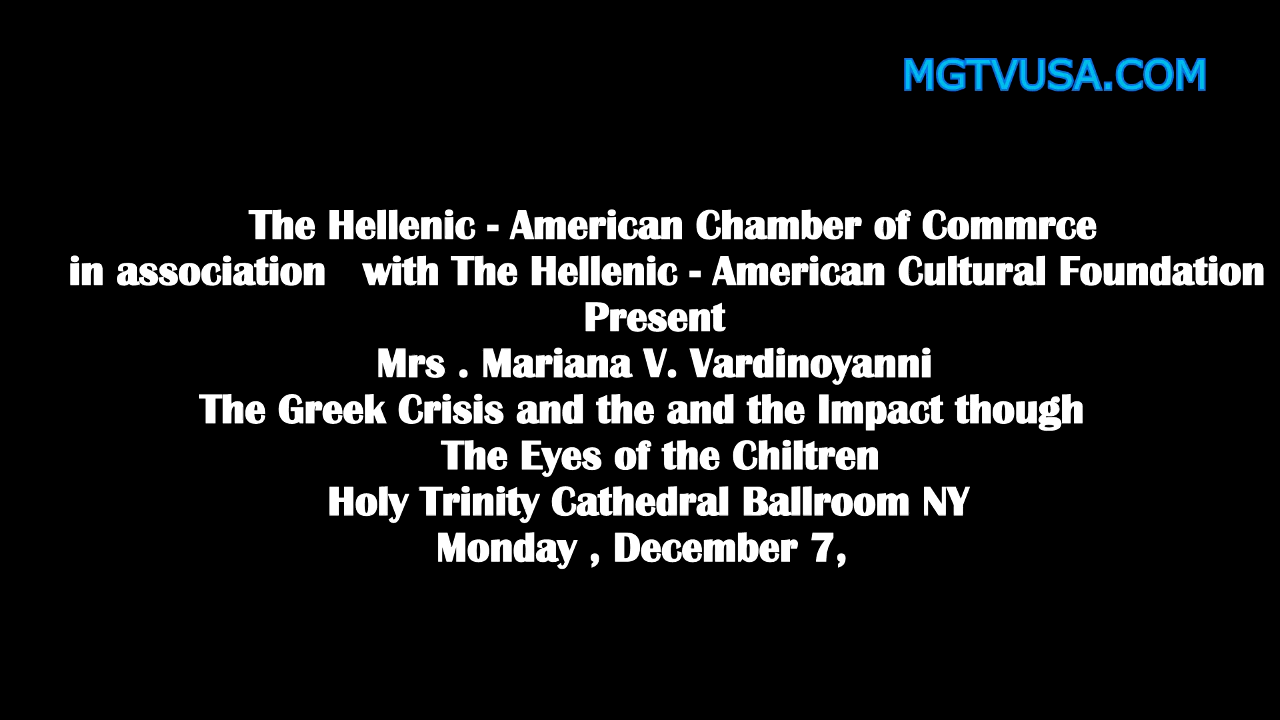 MGTVUSA.COM
The Hellenic - American Chamber of Commrce
in association with The Hellenic - American Cultural Foundation
Present
Mrs . Mariana V. Vardinoyanni
The Greek Crisis and the and the Impact though
The Eyes of the Chiltren
Holy Trinity Cathedral Ballroom NY
Monday , December 7,